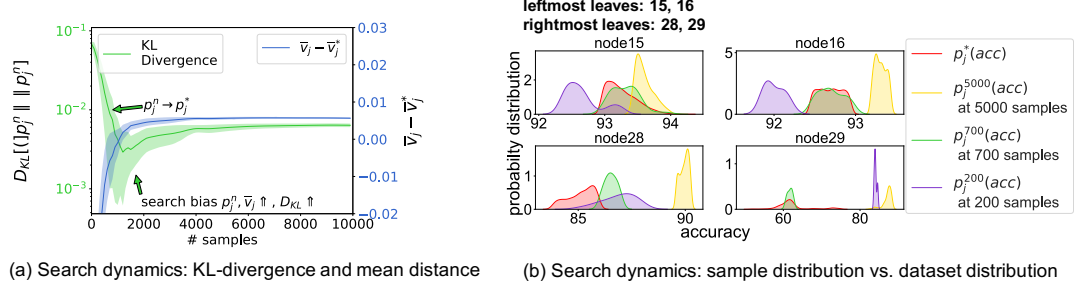 leftmost leaves: 15, 16
rightmost leaves: 28, 29
10⁻¹
10⁻²
10⁻³
D_KL[(]p_j^n ∥ p_j^n]
KL
Divergence
v̄_j − v̄_j^*
p_j^n → p_j^*
search bias p_j^n, v̄_j ⇑ , D_KL ⇑
0.03
0.02
0.01
0.00
−0.01
−0.02
v̄_j − v̄_j^*
0 2000 4000 6000 8000 10000
# samples
(a) Search dynamics: KL-divergence and mean distance
probabilty distribution
node15
4
2
0
92 93 94
node16
5
0
92 93
node28
2
1
0
85 90
node29
1
0
60 80
accuracy
p_j^*(acc)
p_j^5000(acc)
at 5000 samples
p_j^700(acc)
at 700 samples
p_j^200(acc)
at 200 samples
(b) Search dynamics: sample distribution vs. dataset distribution